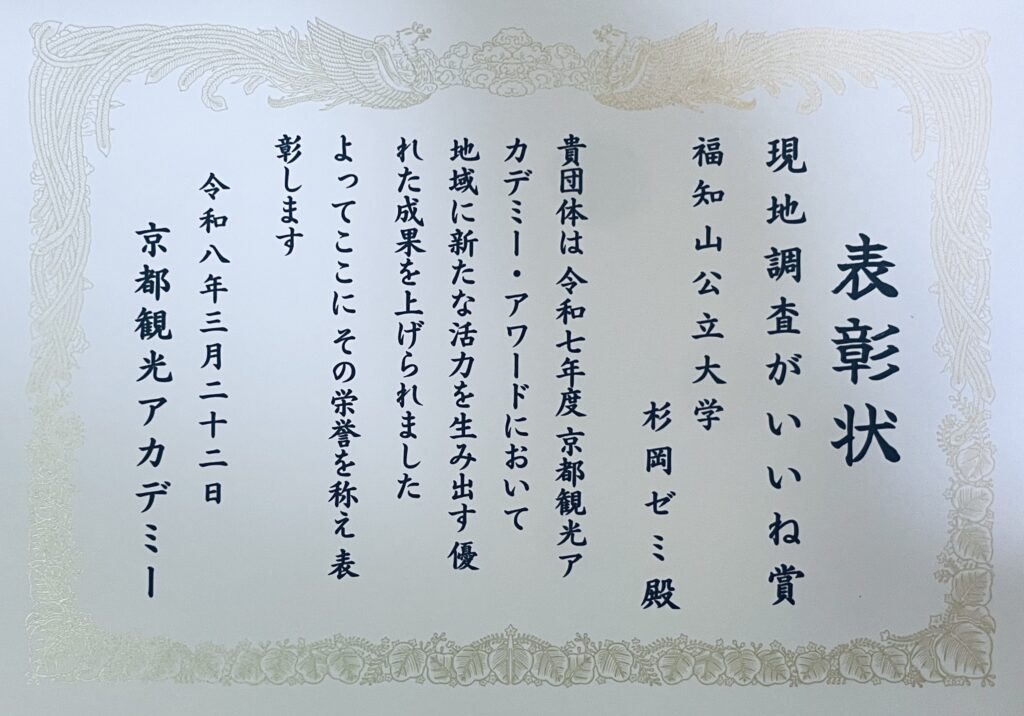 表彰状
現地調査がいいね賞
福知山公立大学
杉岡ゼミ殿
貴団体は 令和七年度 京都観光ア
カデミー・アワードにおいて
地域に新たな活力を生み出す 優
れた成果を上げられました
よってここに その栄誉を称え 表
彰します
令和八年三月二十二日
京都観光アカデミー